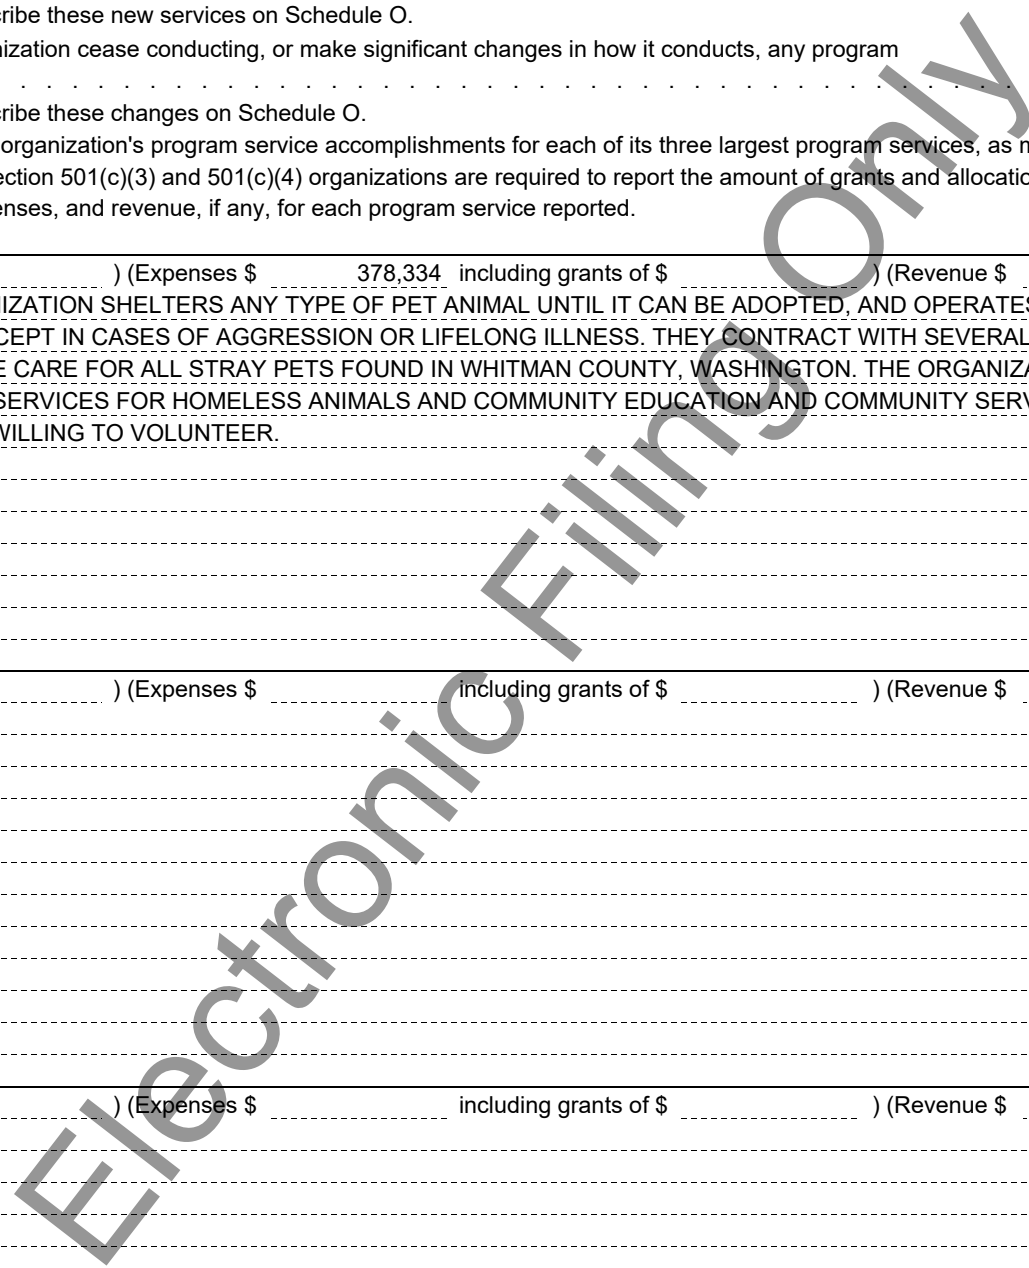 cribe these new services on Schedule O.
nization cease conducting, or make significant changes in how it conducts, any program
. . . . . . . . . . . . . . . . . . . . . . . . . . . . . . . . . . . . . . .
cribe these changes on Schedule O.
organization's program service accomplishments for each of its three largest program services, as m
ection 501(c)(3) and 501(c)(4) organizations are required to report the amount of grants and allocatio
enses, and revenue, if any, for each program service reported.
) (Expenses $ 378,334 including grants of $ ) (Revenue $
NIZATION SHELTERS ANY TYPE OF PET ANIMAL UNTIL IT CAN BE ADOPTED, AND OPERATES
CEPT IN CASES OF AGGRESSION OR LIFELONG ILLNESS. THEY CONTRACT WITH SEVERAL
E CARE FOR ALL STRAY PETS FOUND IN WHITMAN COUNTY, WASHINGTON. THE ORGANIZA
SERVICES FOR HOMELESS ANIMALS AND COMMUNITY EDUCATION AND COMMUNITY SERV
WILLING TO VOLUNTEER.
) (Expenses $ including grants of $ ) (Revenue $
) (Expenses $ including grants of $ ) (Revenue $
Electronic Filing Only